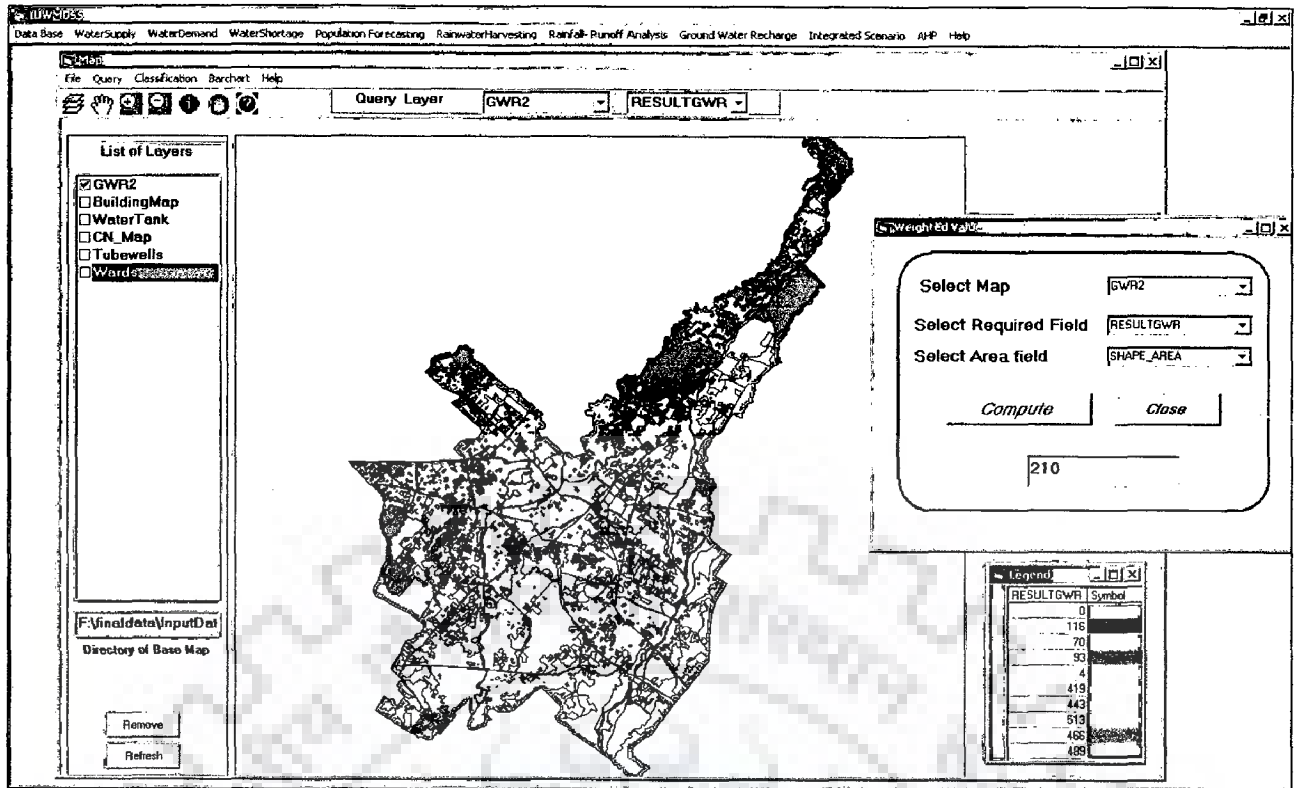 IUWMDSS
Data Base WaterSupply WaterDemand WaterShortage Population Forecasting RainwaterHarvesting Rainfall- Runoff Analysis Ground Water Recharge Integrated Scenario AHP Help
Map
File Query Classification Barchart Help
Query Layer GWR2 RESULTGWR
List of Layers
GWR2
BuildingMap
WaterTank
CN_Map
Tubewells
Wards
F:\finaldata\InputDat
Directory of Base Map
Remove
Refresh
Weighted Value
Select Map GWR2
Select Required Field RESULTGWR
Select Area field SHAPE_AREA
Compute Close
210
Legend
RESULTGWR Symbol
0
116
70
93
4
419
443
513
466
489